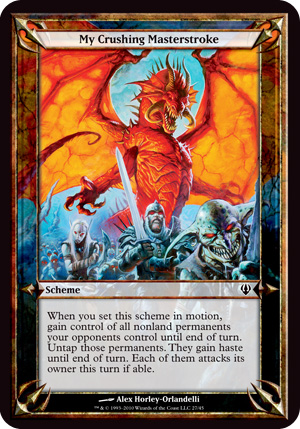 My Crushing Masterstroke
Scheme
When you set this scheme in motion,
gain control of all nonland permanents
your opponents control until end of turn.
Untap those permanents. They gain haste
until end of turn. Each of them attacks its
owner this turn if able.
Alex Horley-Orlandelli
™ & © 1993–2010 Wizards of the Coast LLC 27/45